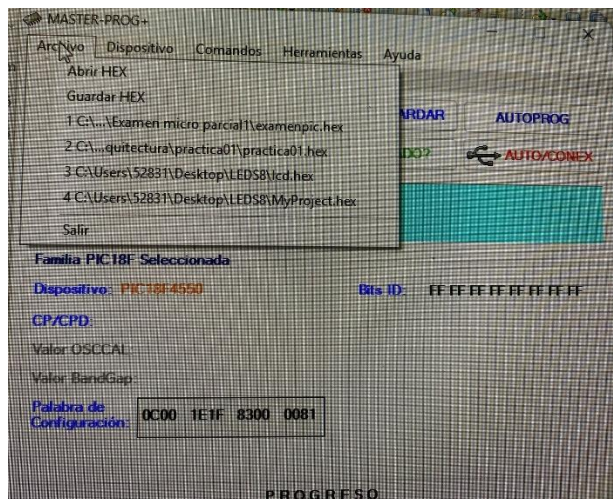 MASTER-PROG+
Archivo Dispositivo Comandos Herramientas Ayuda
Abrir HEX
Guardar HEX
1 C:\...\Examen micro parcial1\examenpic.hex
2 C:\...quitectura\practica01\practica01.hex
3 C:\Users\52831\Desktop\LEDS8\lcd.hex
4 C:\Users\52831\Desktop\LEDS8\MyProject.hex
Salir
RDAR AUTOPROG
DO? AUTO/CONEX
Familia PIC18F Seleccionada
Dispositivo: PIC18F4550 Bits ID: FF FF FF FF FF FF FF FF
CP/CPD:
Valor OSCCAL:
Valor BandGap:
Palabra de
Configuración: 0C00 1E1F 8300 0081
PROGRESO